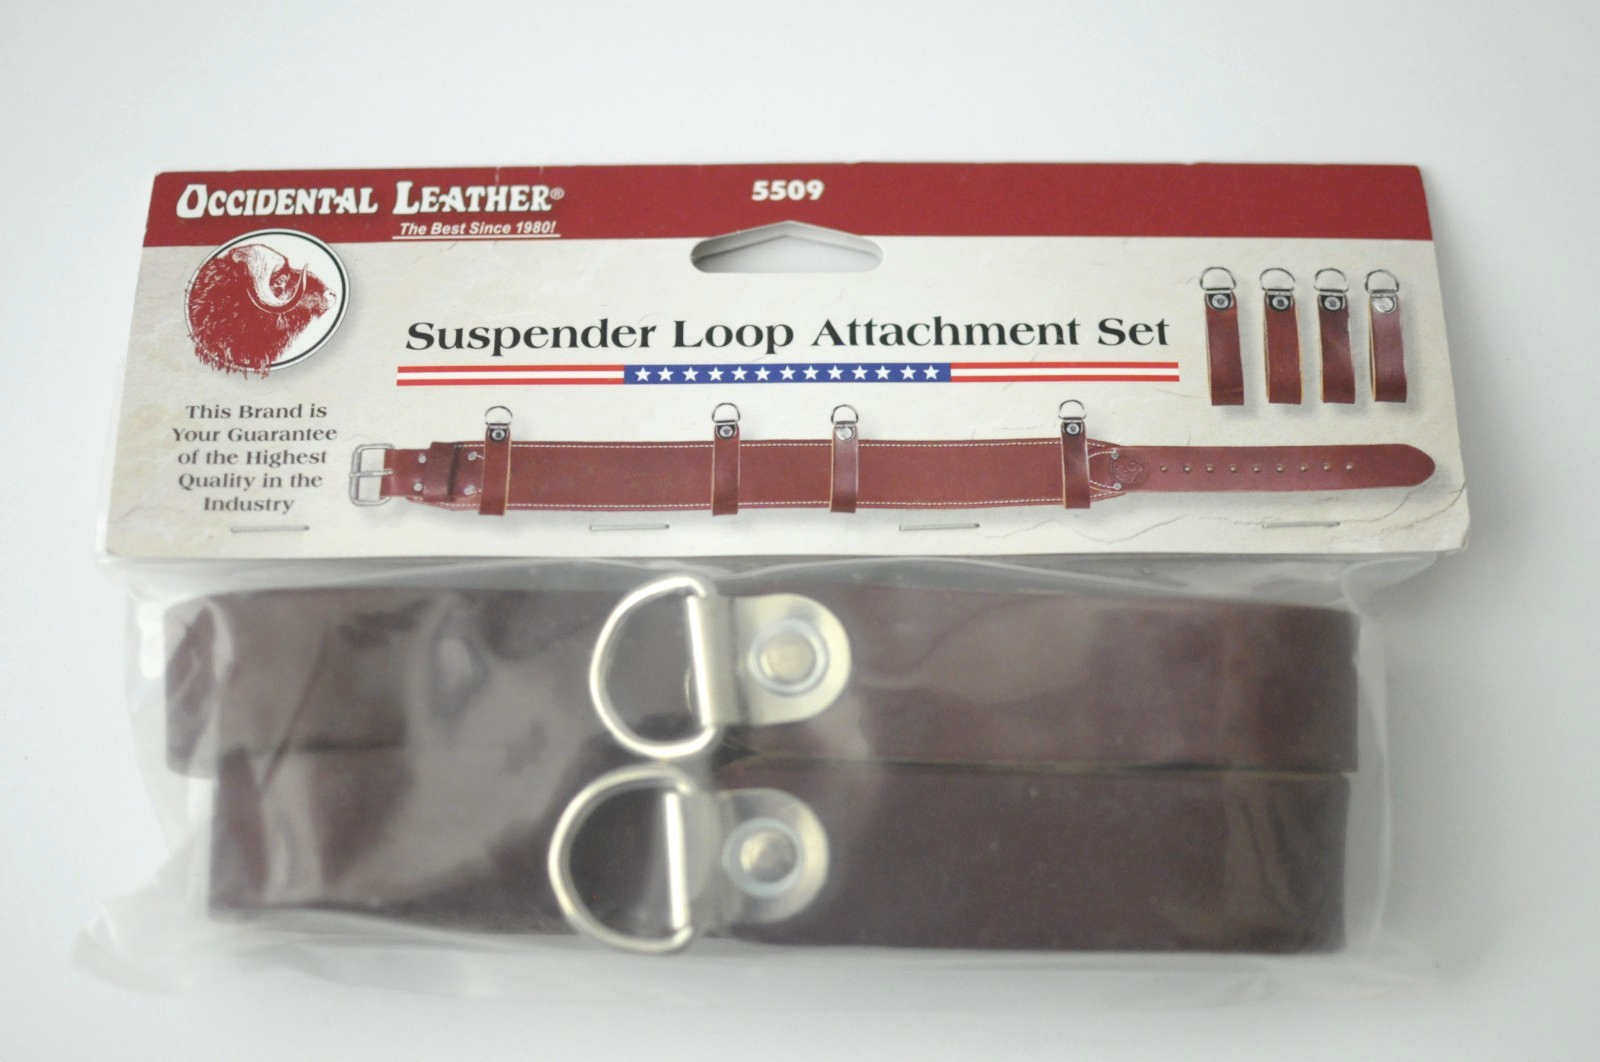 OCCIDENTAL LEATHER®
The Best Since 1980!
5509
Suspender Loop Attachment Set
This Brand is
Your Guarantee
of the Highest
Quality in the
Industry